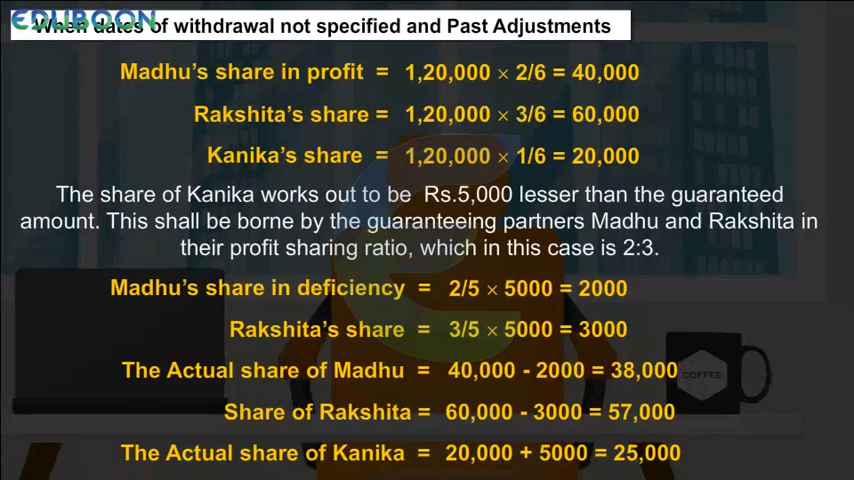 EDUBOON
When dates of withdrawal not specified and Past Adjustments
Madhu's share in profit = 1,20,000 × 2/6 = 40,000
Rakshita's share = 1,20,000 × 3/6 = 60,000
Kanika's share = 1,20,000 × 1/6 = 20,000
The share of Kanika works out to be Rs.5,000 lesser than the guaranteed
amount. This shall be borne by the guaranteeing partners Madhu and Rakshita in
their profit sharing ratio, which in this case is 2:3.
Madhu's share in deficiency = 2/5 × 5000 = 2000
Rakshita's share = 3/5 × 5000 = 3000
The Actual share of Madhu = 40,000 - 2000 = 38,000
COFFEE
Share of Rakshita = 60,000 - 3000 = 57,000
The Actual share of Kanika = 20,000 + 5000 = 25,000